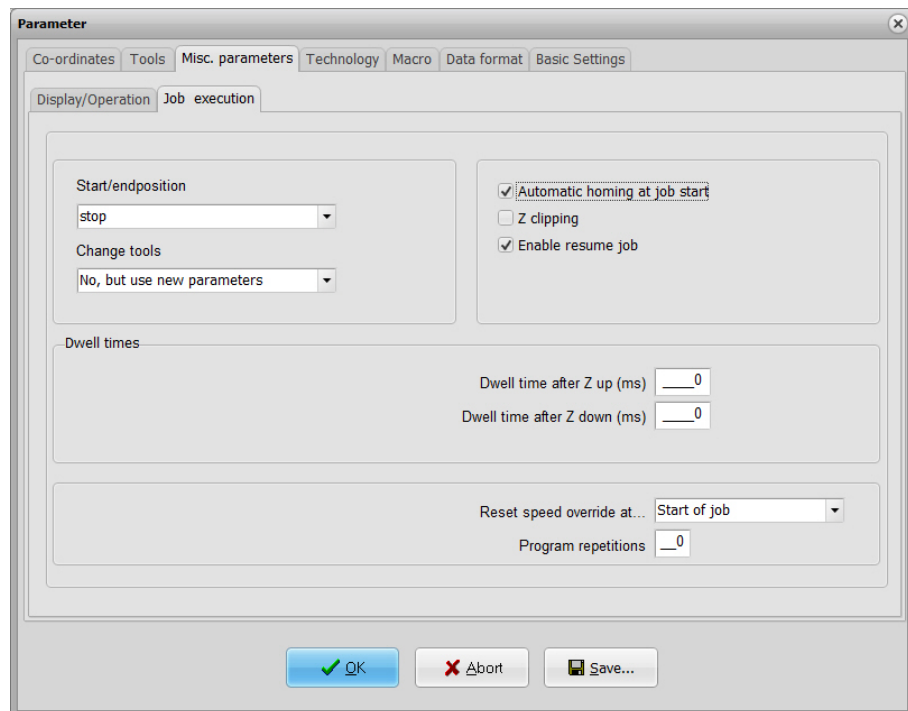 Parameter
Co-ordinates Tools Misc. parameters Technology Macro Data format Basic Settings
Display/Operation Job execution
Start/endposition
stop
Change tools
No, but use new parameters
Automatic homing at job start
Z clipping
Enable resume job
Dwell times
Dwell time after Z up (ms) ____0
Dwell time after Z down (ms) ____0
Reset speed override at... Start of job
Program repetitions __0
OK Abort Save...